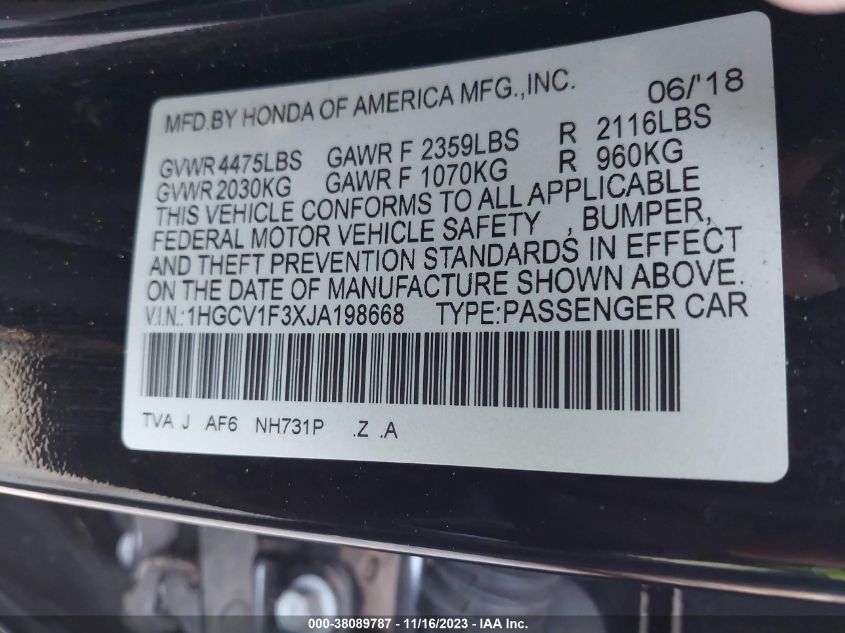 MFD.BY HONDA OF AMERICA MFG.,INC. 06/'18
GVWR 4475LBS GAWR F 2359LBS R 2116LBS
GVWR 2030KG GAWR F 1070KG R 960KG
THIS VEHICLE CONFORMS TO ALL APPLICABLE
FEDERAL MOTOR VEHICLE SAFETY , BUMPER,
AND THEFT PREVENTION STANDARDS IN EFFECT
ON THE DATE OF MANUFACTURE SHOWN ABOVE.
V.I.N.:1HGCV1F3XJA198668 TYPE:PASSENGER CAR
TVA J AF6 NH731P .Z .A
000-38089787 - 11/16/2023 - IAA Inc.